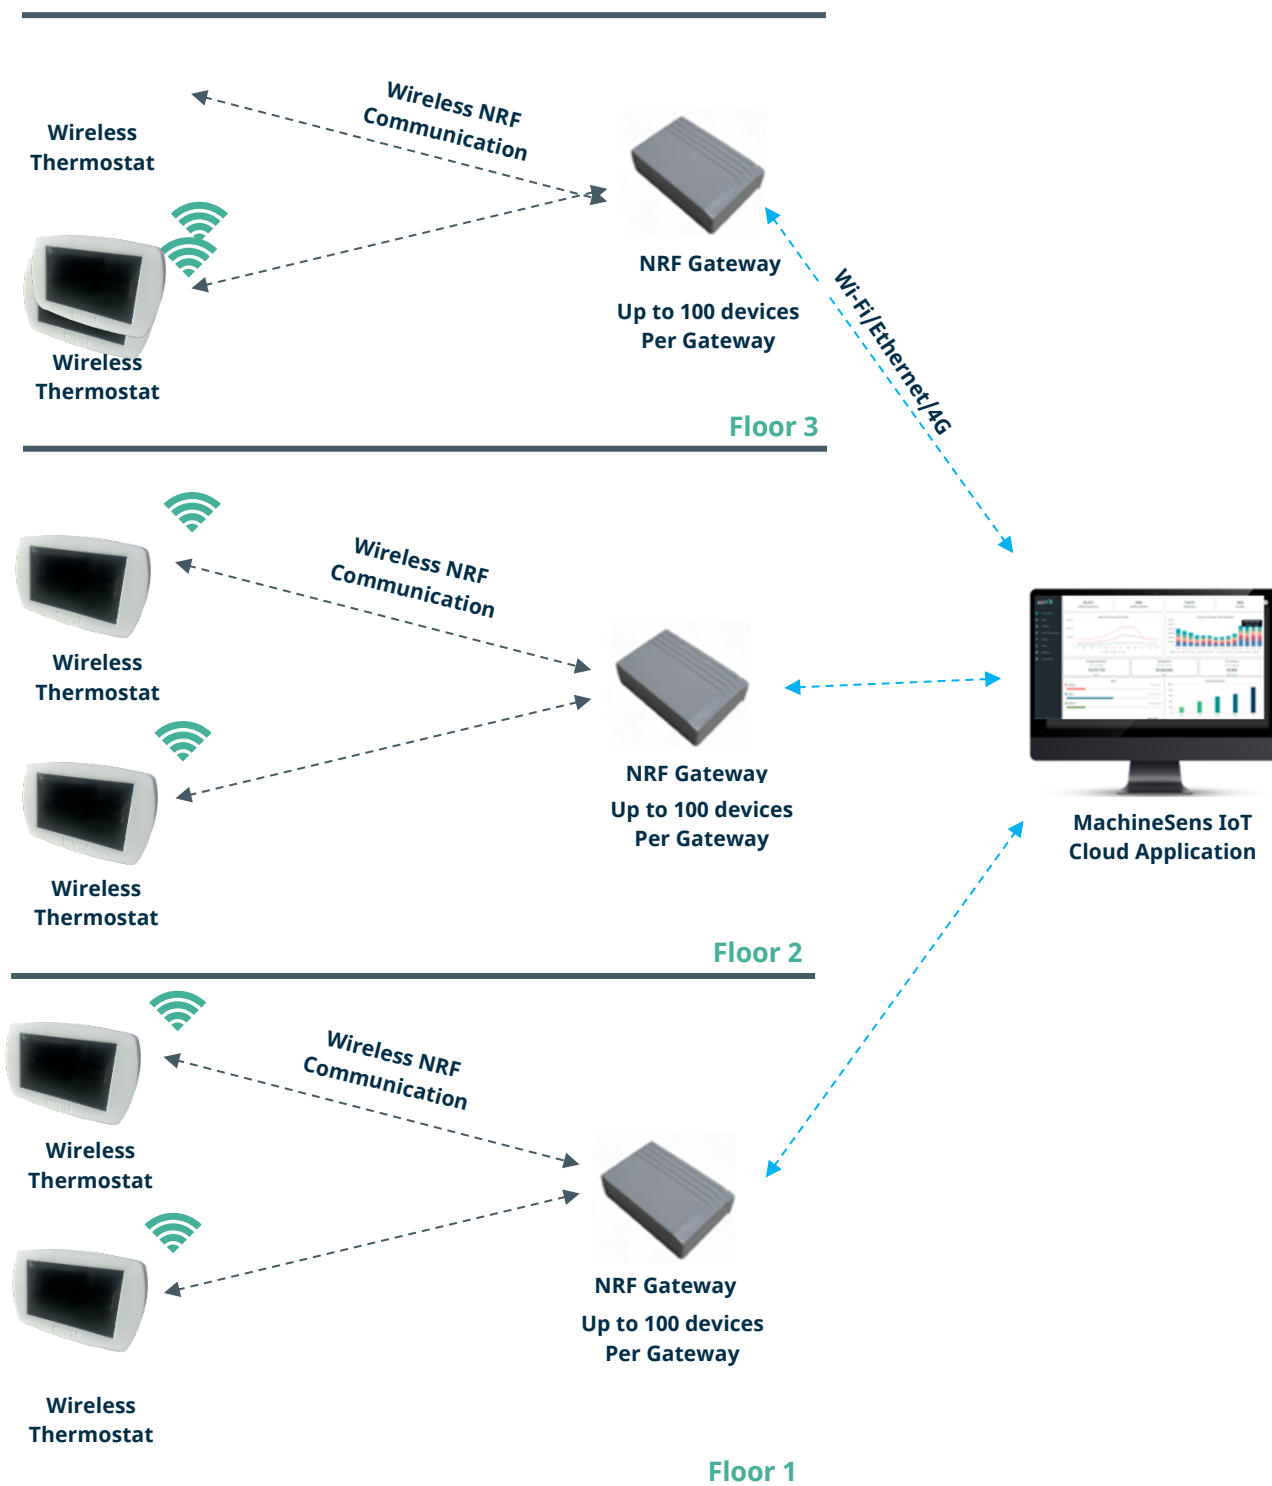 Wireless NRF
Communication
Wireless
Thermostat
NRF Gateway
Up to 100 devices
Per Gateway
Wi-Fi/Ethernet/4G
Wireless
Thermostat
Floor 3
Wireless NRF
Communication
Wireless
Thermostat
NRF Gateway
Up to 100 devices
Per Gateway
MachineSens IoT
Cloud Application
Wireless
Thermostat
Floor 2
Wireless NRF
Communication
Wireless
Thermostat
NRF Gateway
Up to 100 devices
Per Gateway
Wireless
Thermostat
Floor 1